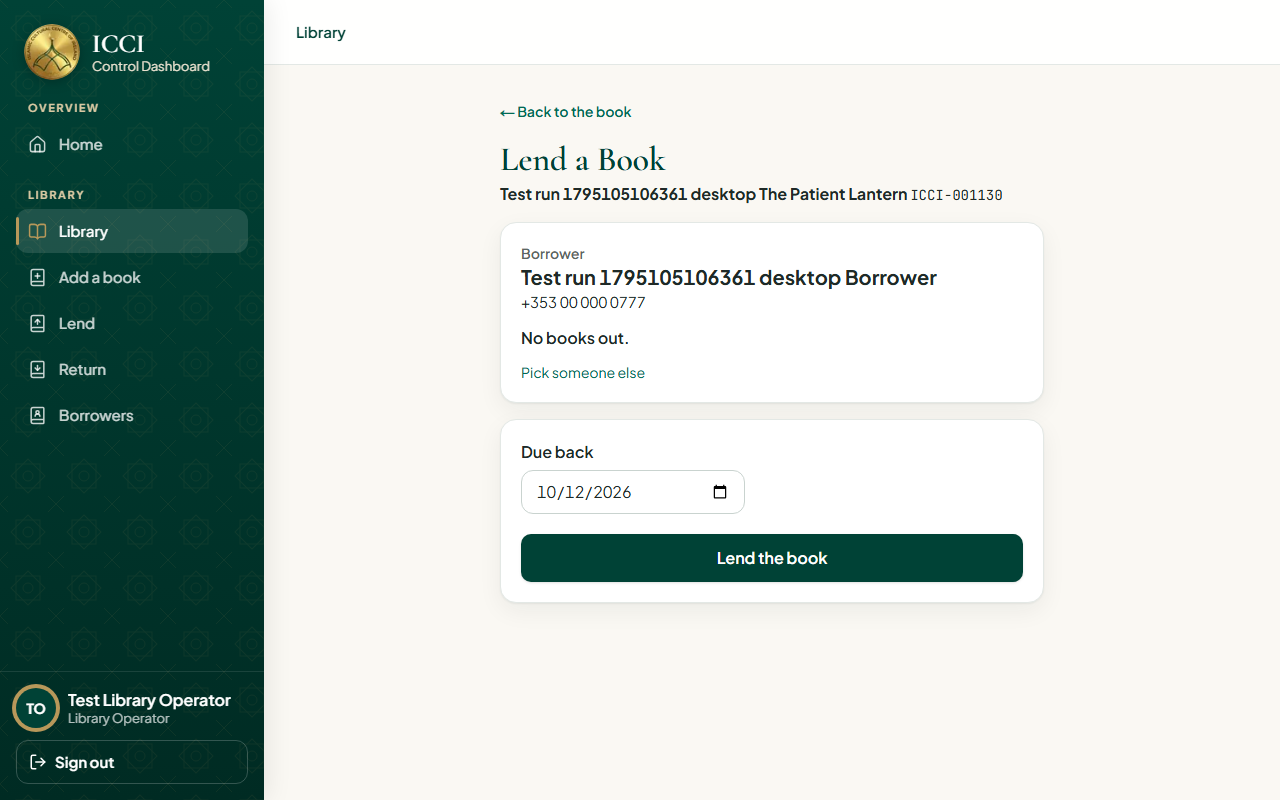 ICCI
Control Dashboard
OVERVIEW
Home
LIBRARY
Library
Add a book
Lend
Return
Borrowers
TO
Test Library Operator
Library Operator
Sign out
Library
← Back to the book
Lend a Book
Test run 1795105106361 desktop The Patient Lantern ICCI-001130
Borrower
Test run 1795105106361 desktop Borrower
+353 00 000 0777
No books out.
Pick someone else
Due back
10/12/2026
Lend the book